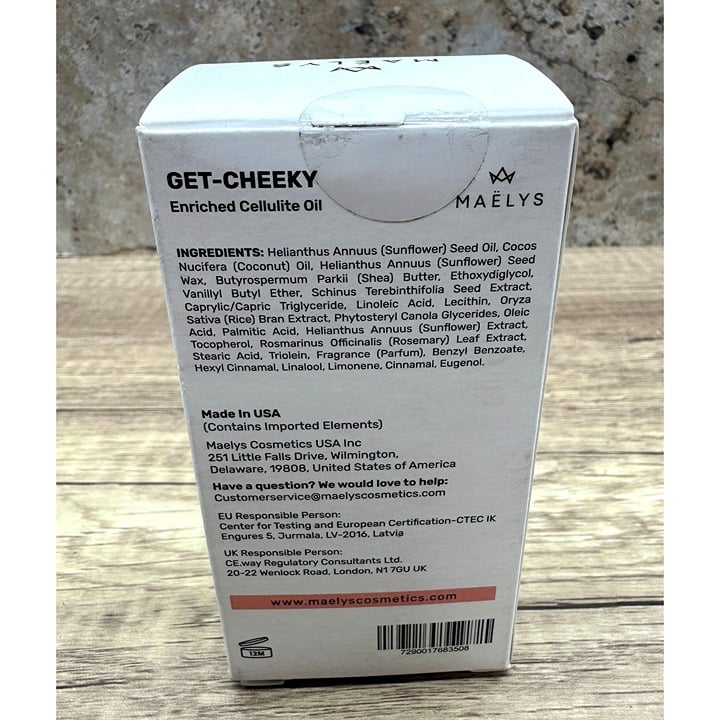 MAËLYS
GET-CHEEKY
Enriched Cellulite Oil
MAËLYS
INGREDIENTS: Helianthus Annuus (Sunflower) Seed Oil, Cocos
Nucifera (Coconut) Oil, Helianthus Annuus (Sunflower) Seed
Wax, Butyrospermum Parkii (Shea) Butter, Ethoxydiglycol,
Vanillyl Butyl Ether, Schinus Terebinthifolia Seed Extract,
Caprylic/Capric Triglyceride, Linoleic Acid, Lecithin, Oryza
Sativa (Rice) Bran Extract, Phytosteryl Canola Glycerides, Oleic
Acid, Palmitic Acid, Helianthus Annuus (Sunflower) Extract,
Tocopherol, Rosmarinus Officinalis (Rosemary) Leaf Extract,
Stearic Acid, Triolein, Fragrance (Parfum), Benzyl Benzoate,
Hexyl Cinnamal, Linalool, Limonene, Cinnamal, Eugenol.
Made In USA
(Contains Imported Elements)
Maelys Cosmetics USA Inc
251 Little Falls Drive, Wilmington,
Delaware, 19808, United States of America
Have a question? We would love to help:
Customerservice@maelyscosmetics.com
EU Responsible Person:
Center for Testing and European Certification-CTEC IK
Engures 5, Jurmala, LV-2016, Latvia
UK Responsible Person:
CE.way Regulatory Consultants Ltd.
20-22 Wenlock Road, London, N1 7GU UK
www.maelyscosmetics.com
12M
7290017683508